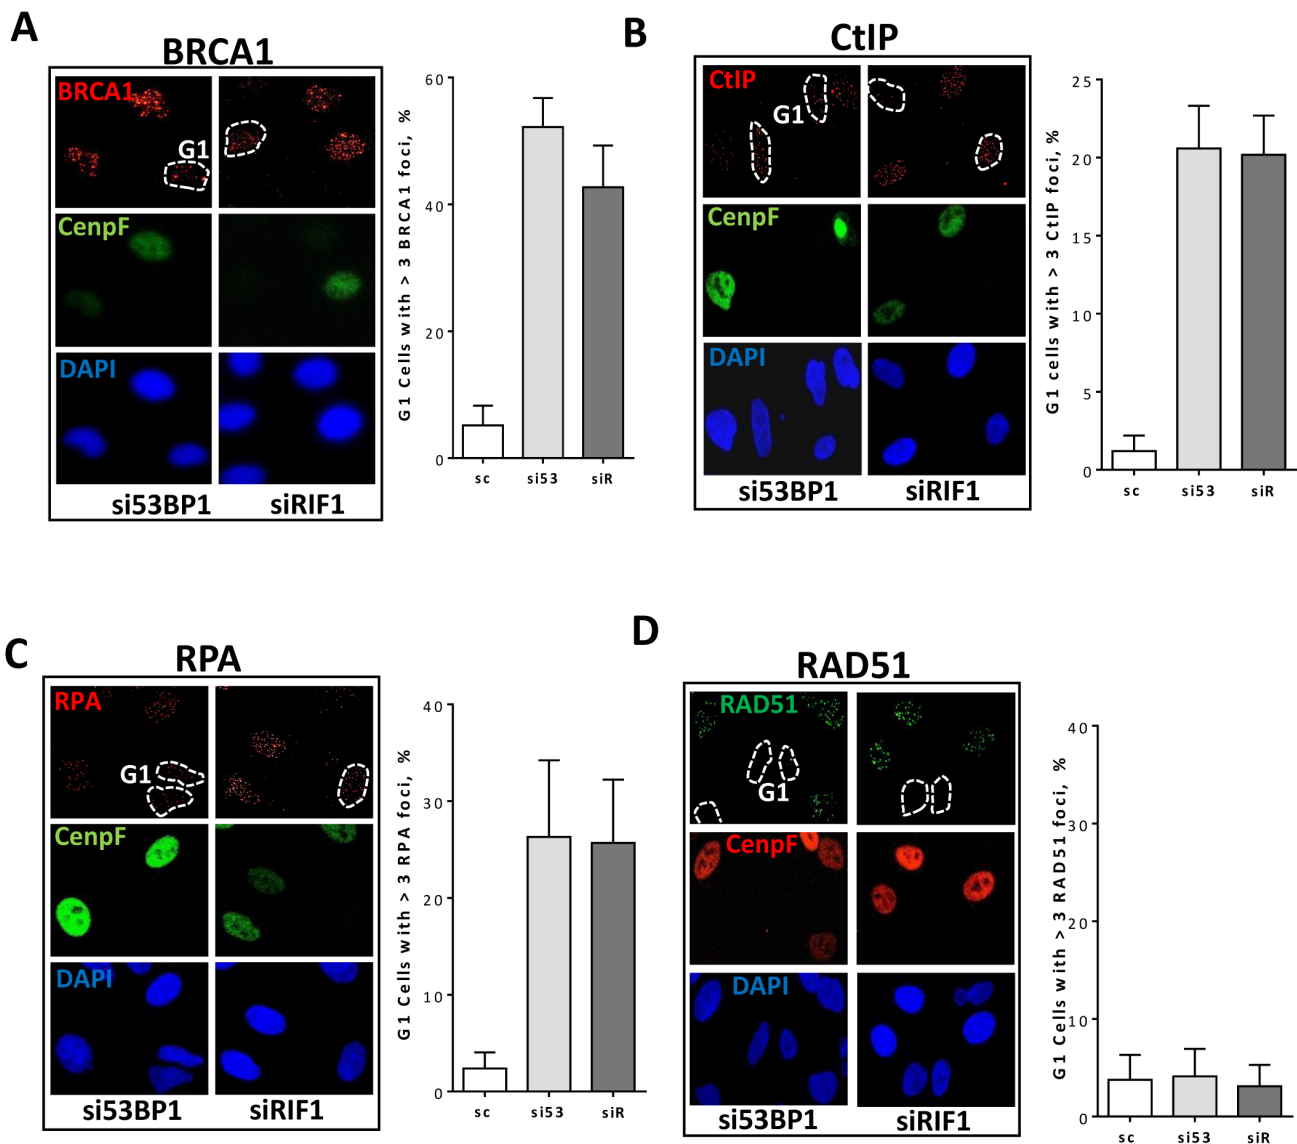 A
BRCA1
BRCA1
G1
CenpF
DAPI
si53BP1
siRIF1
G1 Cells with > 3 BRCA1 foci, %
60
40
20
0
sc
si53
siR
B
CtIP
CtIP
G1
CenpF
DAPI
si53BP1
siRIF1
G1 cells with > 3 CtIP foci, %
25
20
15
10
5
0
sc
si53
siR
C
RPA
RPA
G1
CenpF
DAPI
si53BP1
siRIF1
G1 Cells with > 3 RPA foci, %
40
30
20
10
0
sc
si53
siR
D
RAD51
RAD51
G1
CenpF
DAPI
si53BP1
siRIF1
G1 Cells with > 3 RAD51 foci, %
40
30
20
10
0
sc
si53
siR